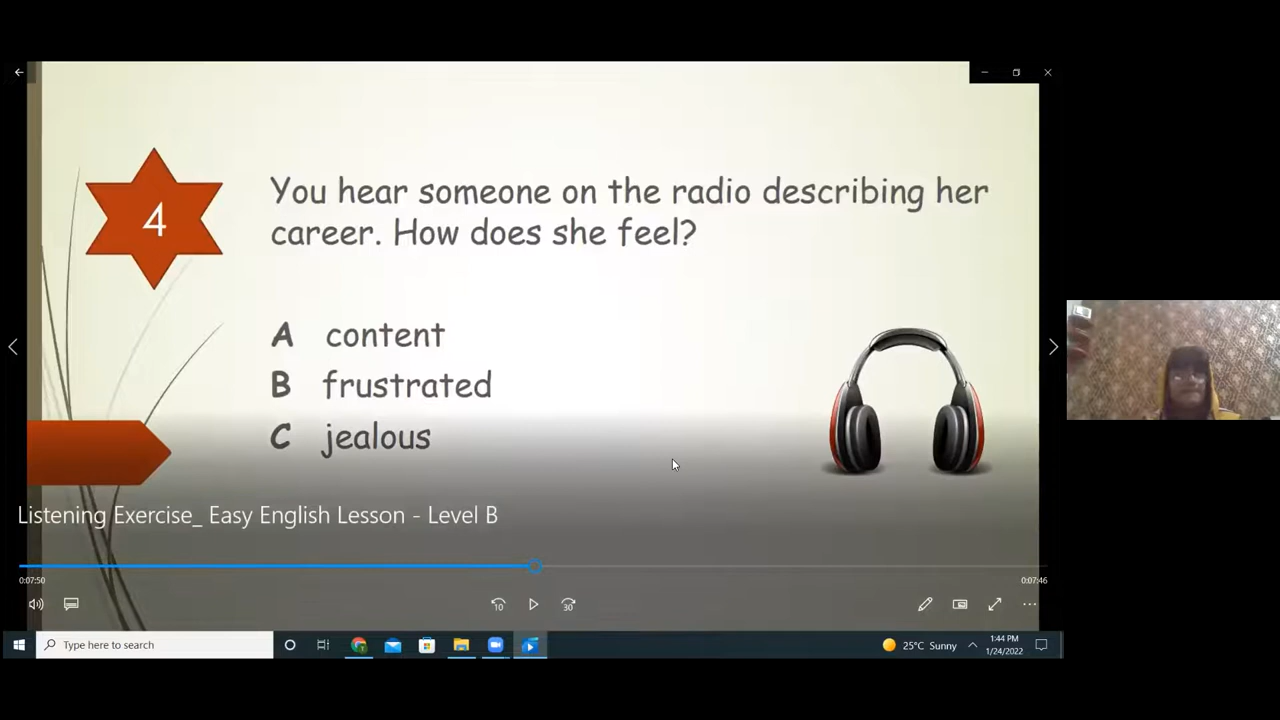 4
You hear someone on the radio describing her
career. How does she feel?
A content
B frustrated
C jealous
Listening Exercise_ Easy English Lesson - Level B
0:07:50
0:07:46
10
30
Type here to search
25°C Sunny
1:44 PM
1/24/2022